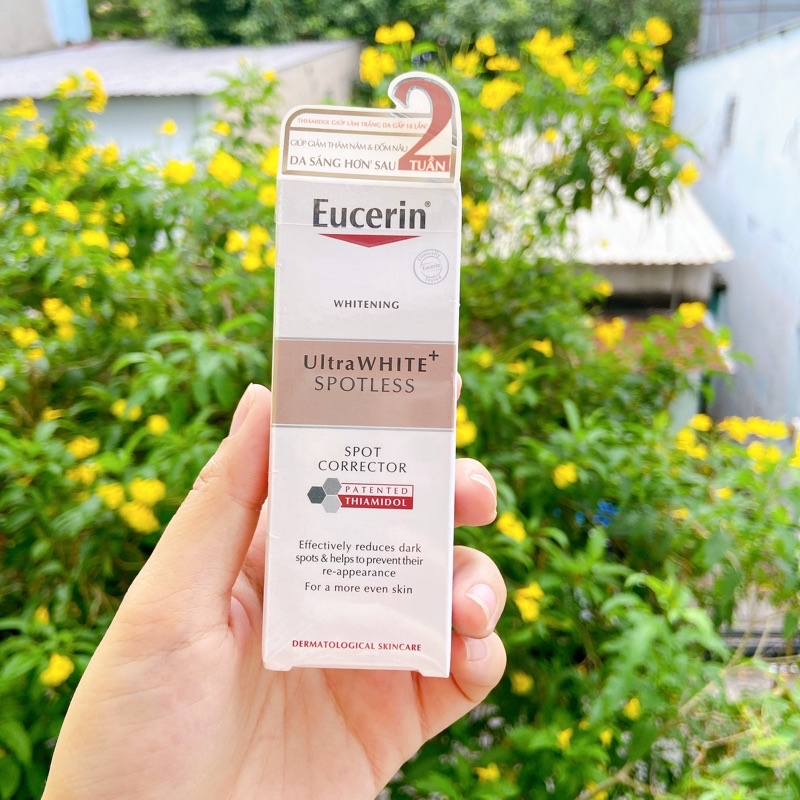 THIAMIDOL GIÚP LÀM TRẮNG DA GẤP 10 LẦN
GIÚP GIẢM THÂM NÁM & ĐỐM NÂU
DA SÁNG HƠN SAU
2
TUẦN
Eucerin®
WHITENING
UltraWHITE+
SPOTLESS
SPOT
CORRECTOR
PATENTED
THIAMIDOL
Effectively reduces dark
spots & helps to prevent their
re-appearance
For a more even skin
DERMATOLOGICAL SKINCARE